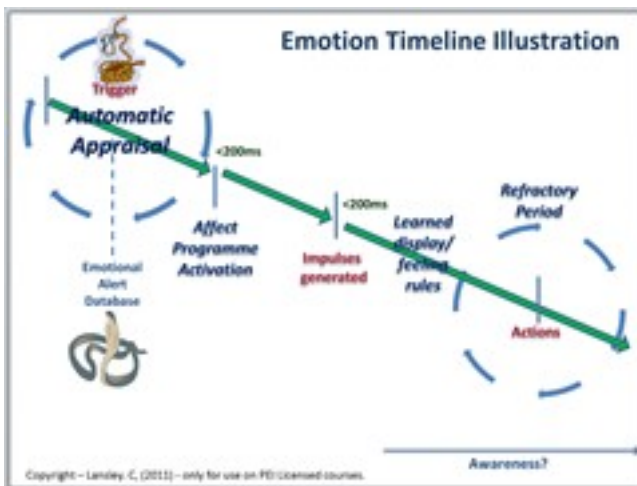 Emotion Timeline Illustration
Trigger
Automatic
Appraisal
<200ms
Affect
Programme
Activation
Emotional
Alert
Database
<200ms
Impulses
generated
Learned
display/
feeling
rules
Refractory
Period
Actions
Awareness?
Copyright – Lansley. C, (2011) – only for use on PEI Licensed courses.